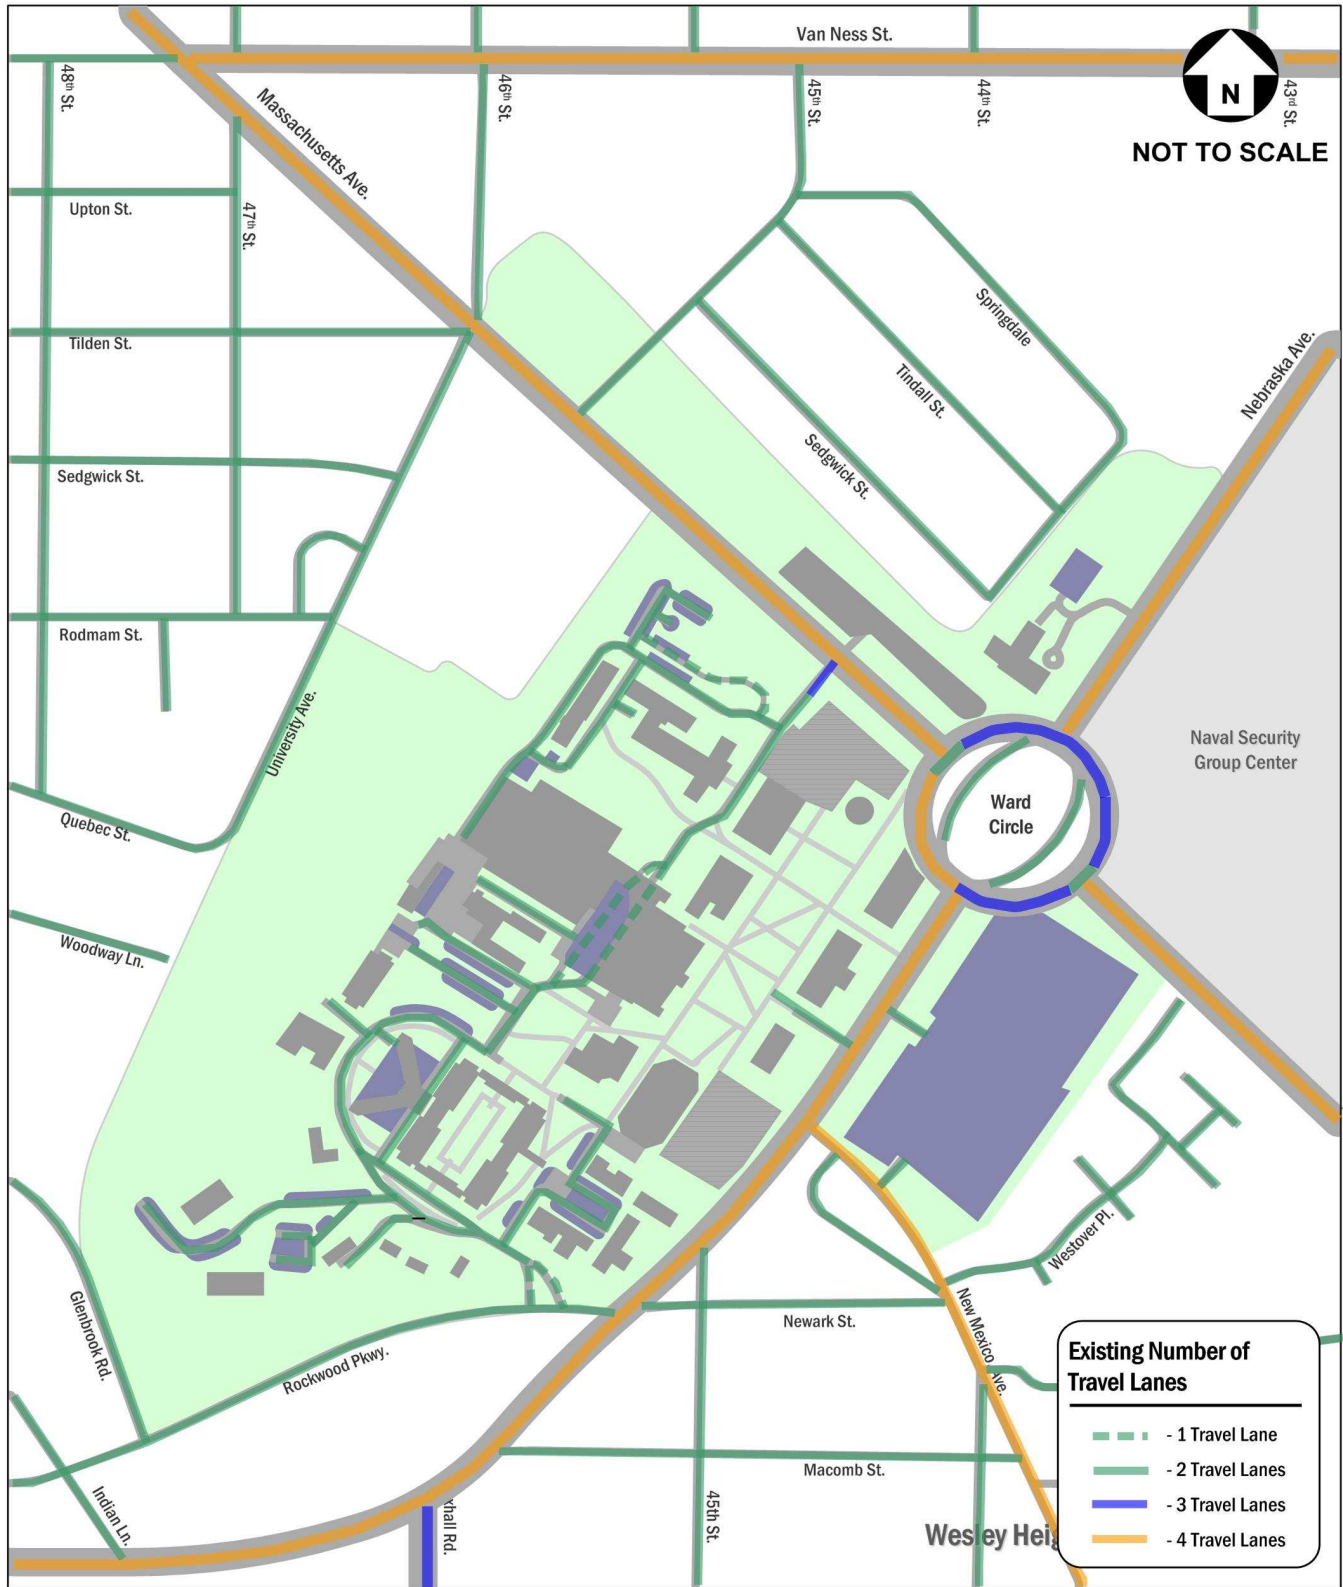 Van Ness St.
48th St.
46th St.
45th St.
44th St.
43rd St.
N
NOT TO SCALE
Massachusetts Ave.
Upton St.
47th St.
Springdale
Nebraska Ave.
Tilden St.
Tindall St.
Sedgwick St.
Sedgwick St.
Rodmam St.
University Ave.
Naval Security
Group Center
Ward
Circle
Quebec St.
Woodway Ln.
Westover Pl.
Glenbrook Rd.
Rockwood Pkwy.
Newark St.
New Mexico Ave.
Macomb St.
Indian Ln.
xhall Rd.
45th St.
Wesley Heig
Existing Number of
Travel Lanes
- 1 Travel Lane
- 2 Travel Lanes
- 3 Travel Lanes
- 4 Travel Lanes